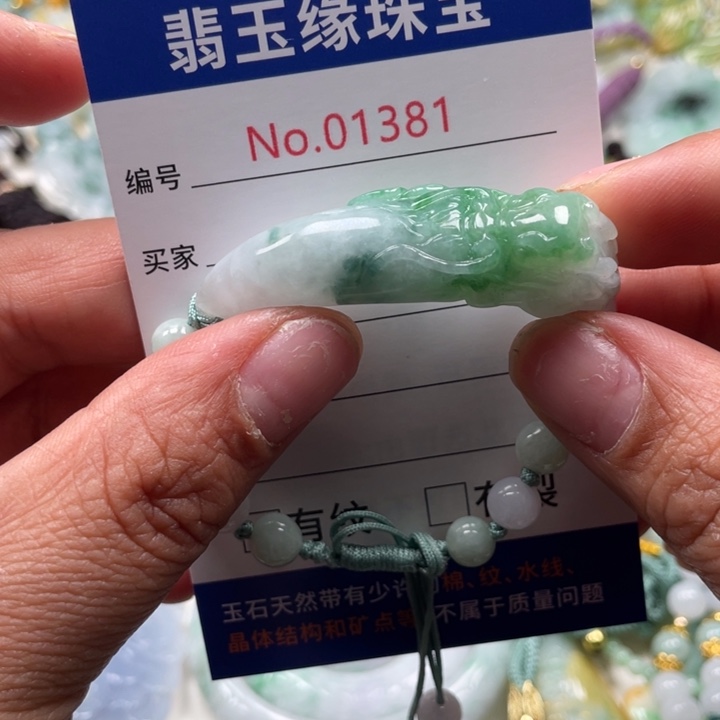 翡玉缘珠宝
No.01381
编号
买家
有纹
裂
玉石天然带有少许
棉、纹、水线、
晶体结构和矿点等
不属于质量问题